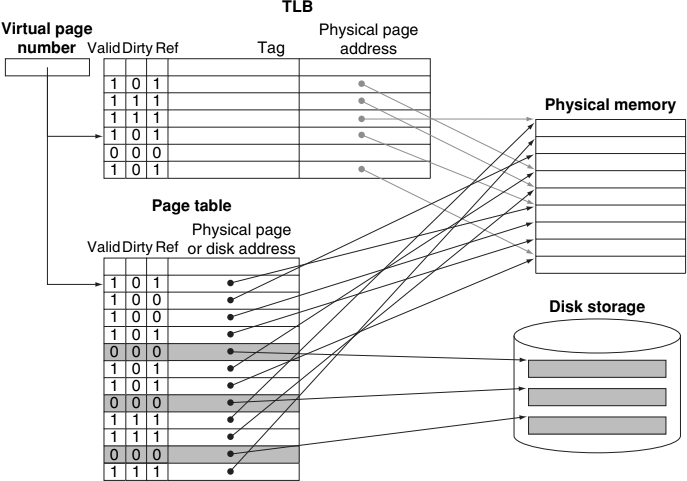 TLB
Virtual page
number
Valid Dirty Ref
Tag
Physical page
address
1 0 1
1 1 1
1 1 1
1 0 1
0 0 0
1 0 1
Physical memory
Page table
Physical page
or disk address
Valid Dirty Ref
1 0 1
1 0 0
1 0 0
1 0 1
0 0 0
1 0 1
1 0 1
0 0 0
1 1 1
1 1 1
0 0 0
1 1 1
Disk storage